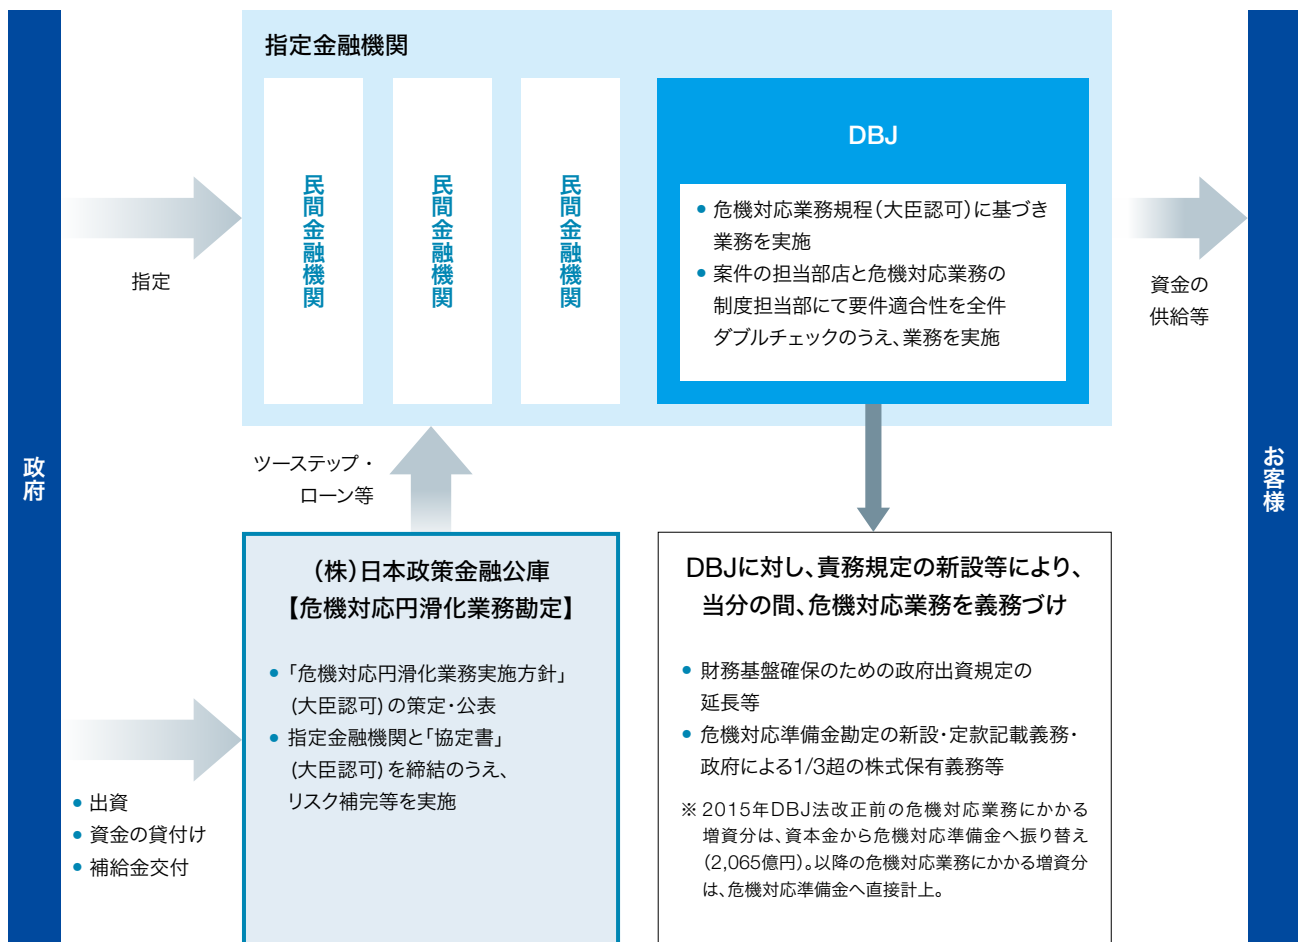 政府
指定
指定金融機関
民間金融機関
民間金融機関
民間金融機関
DBJ
• 危機対応業務規程（大臣認可）に基づき
業務を実施
• 案件の担当部店と危機対応業務の
制度担当部にて要件適合性を全件
ダブルチェックのうえ、業務を実施
資金の
供給等
お客様
ツーステップ・
ローン等
（株）日本政策金融公庫
【危機対応円滑化業務勘定】
• 「危機対応円滑化業務実施方針」
(大臣認可) の策定・公表
• 指定金融機関と「協定書」
(大臣認可) を締結のうえ、
リスク補完等を実施
• 出資
• 資金の貸付け
• 補給金交付
DBJに対し、責務規定の新設等により、
当分の間、危機対応業務を義務づけ
• 財務基盤確保のための政府出資規定の
延長等
• 危機対応準備金勘定の新設・定款記載義務・
政府による1/3超の株式保有義務等
※ 2015年DBJ法改正前の危機対応業務にかかる
増資分は、資本金から危機対応準備金へ振り替え
（2,065億円）。以降の危機対応業務にかかる増資分
は、危機対応準備金へ直接計上。